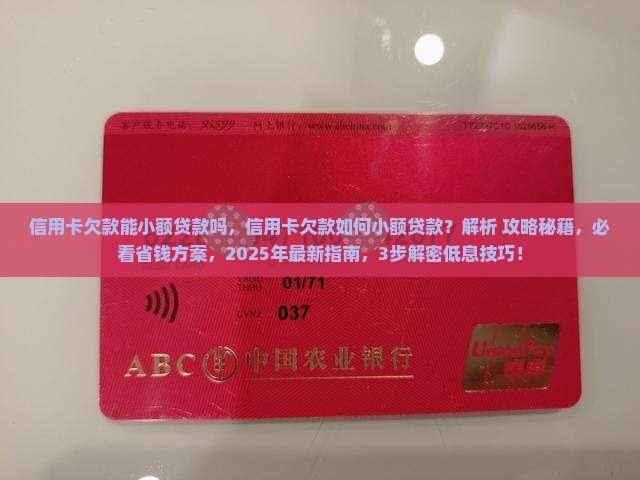 客户服务电话：95599 网上银行：www.abchina.com
信用卡欠款能小额贷款吗，信用卡欠款如何小额贷款？解析 攻略秘籍，必
看省钱方案，2025年最新指南，3步解密低息技巧！
VALID
THRU 01/71
CVN2 037
ABC 中国农业银行
UnionPay
银联